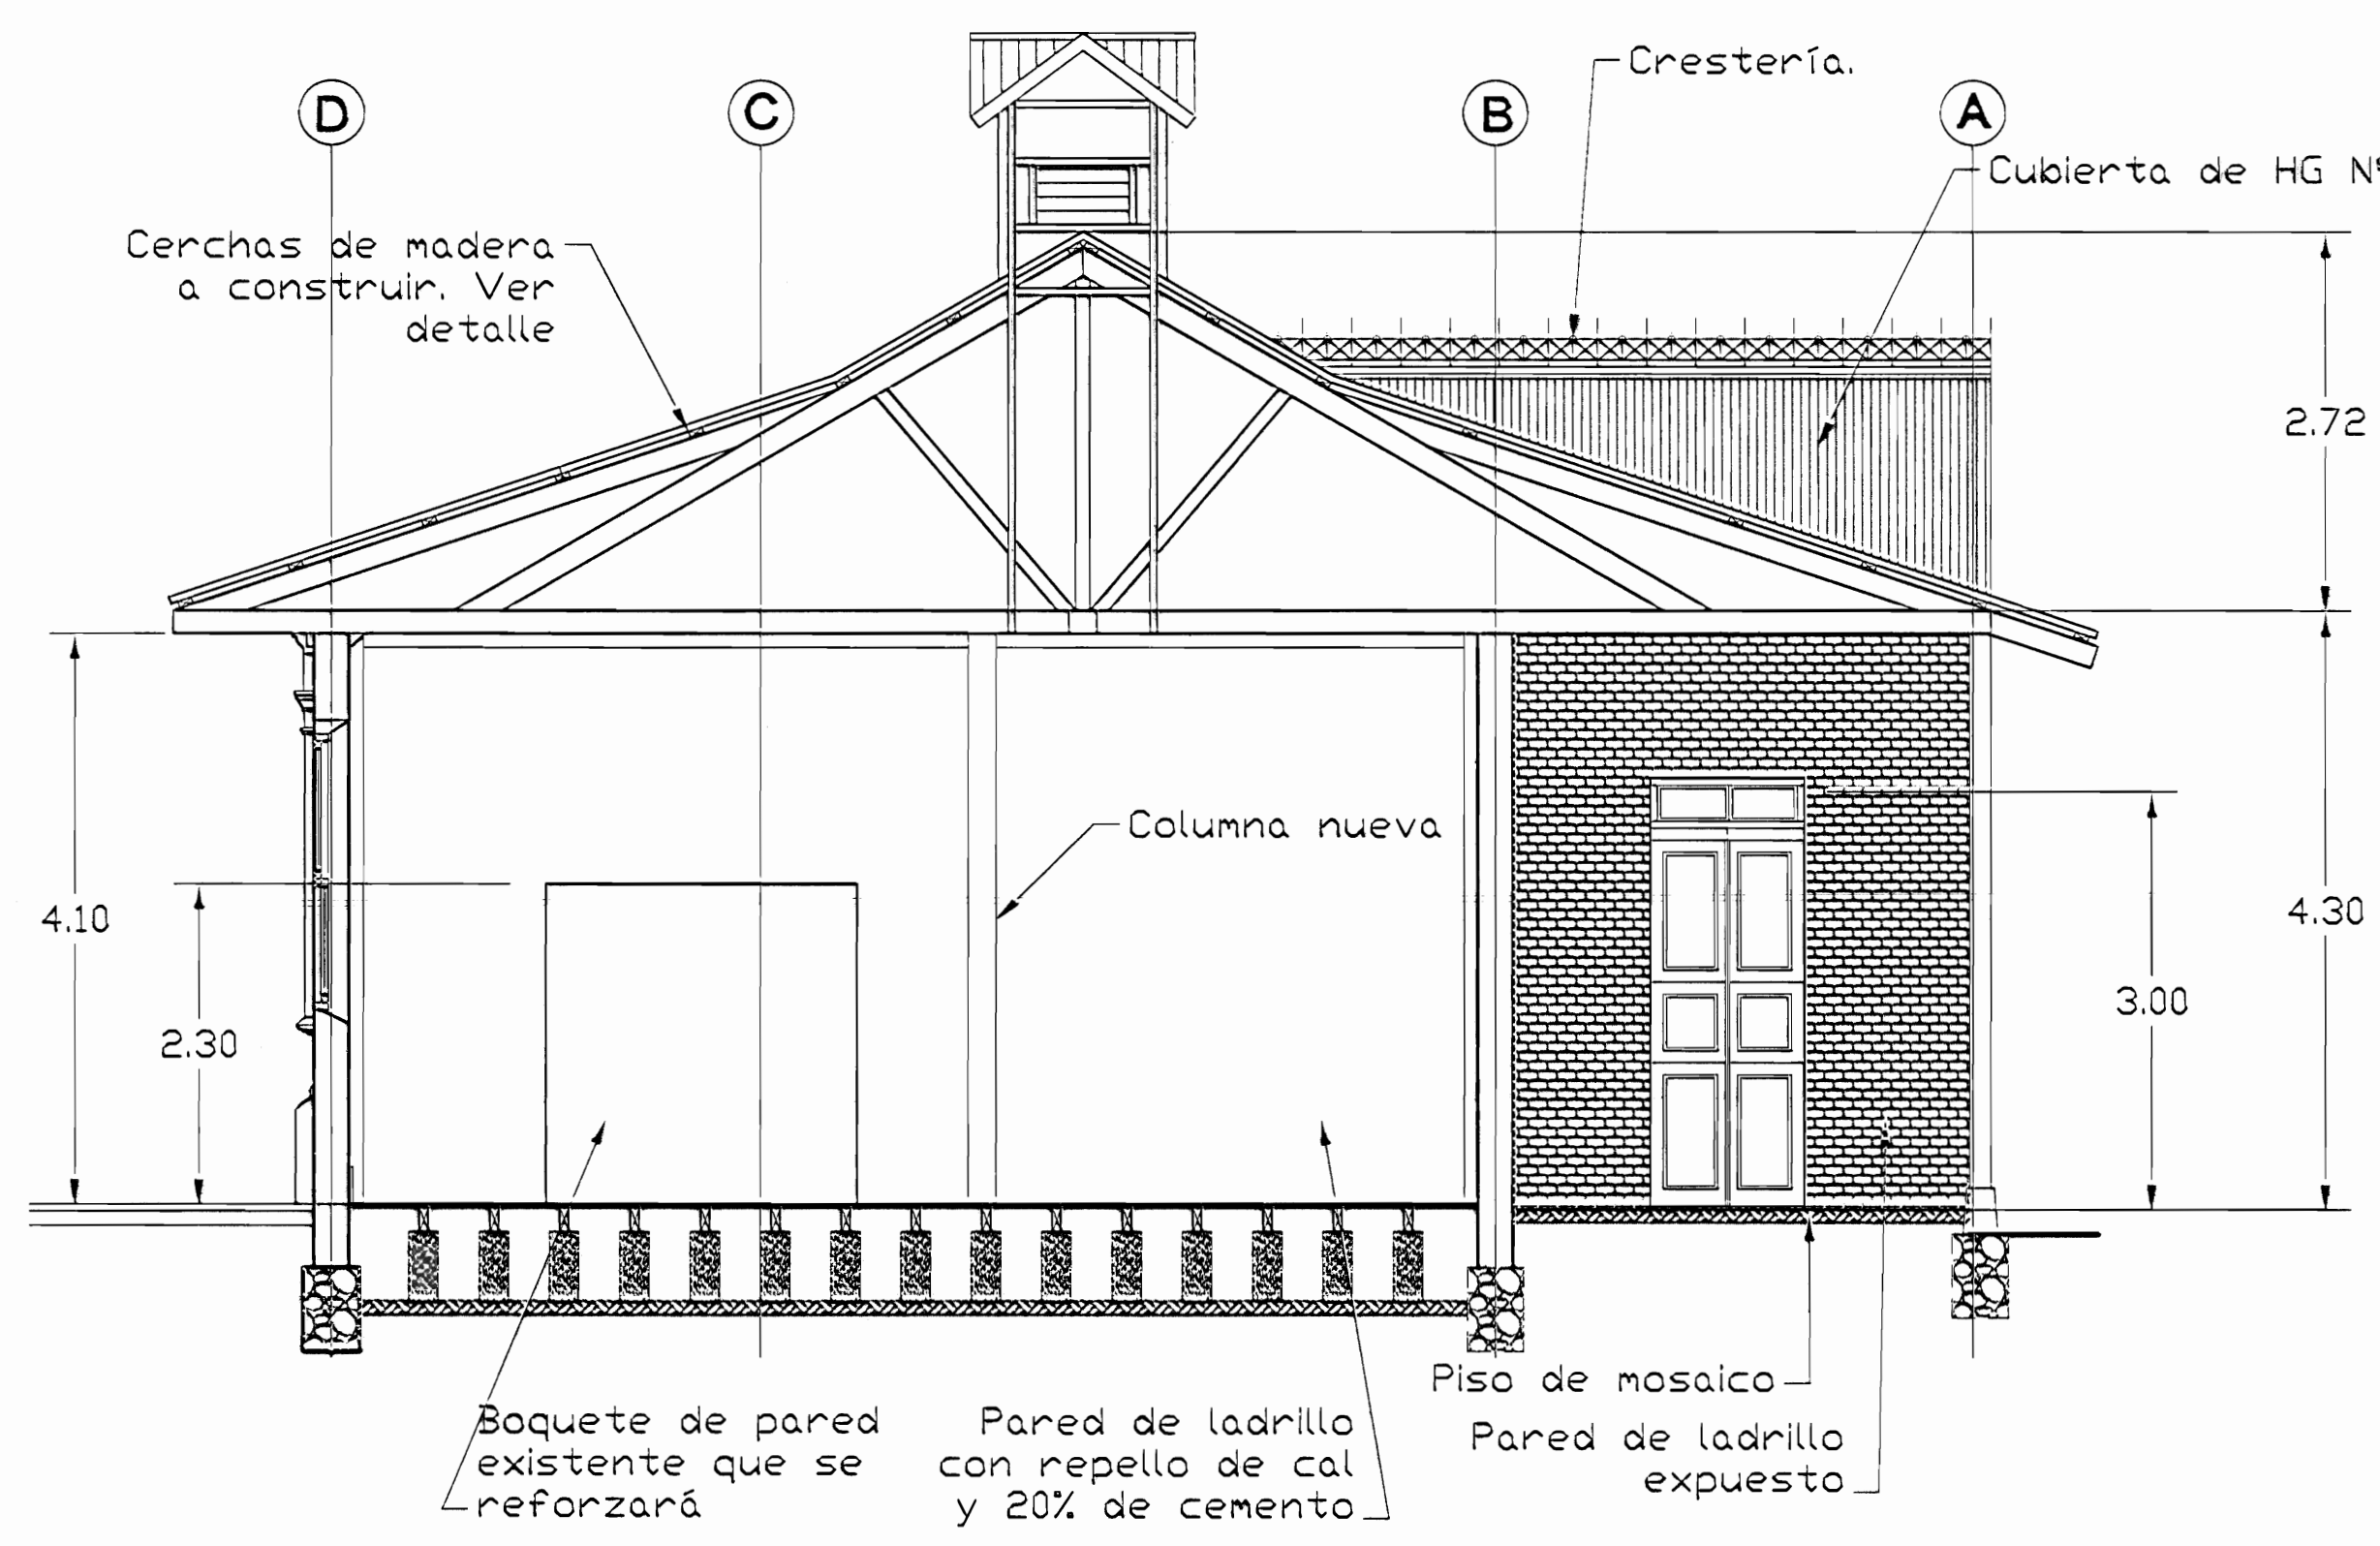 D
C
B
A
Crestería.
Cubierta de HG Nº
Cerchas de madera
a construir. Ver
detalle
2.72
Columna nueva
4.10
4.30
3.00
2.30
Piso de mosaico
Boquete de pared
existente que se
reforzará
Pared de ladrillo
con repello de cal
y 20% de cemento
Pared de ladrillo
expuesto